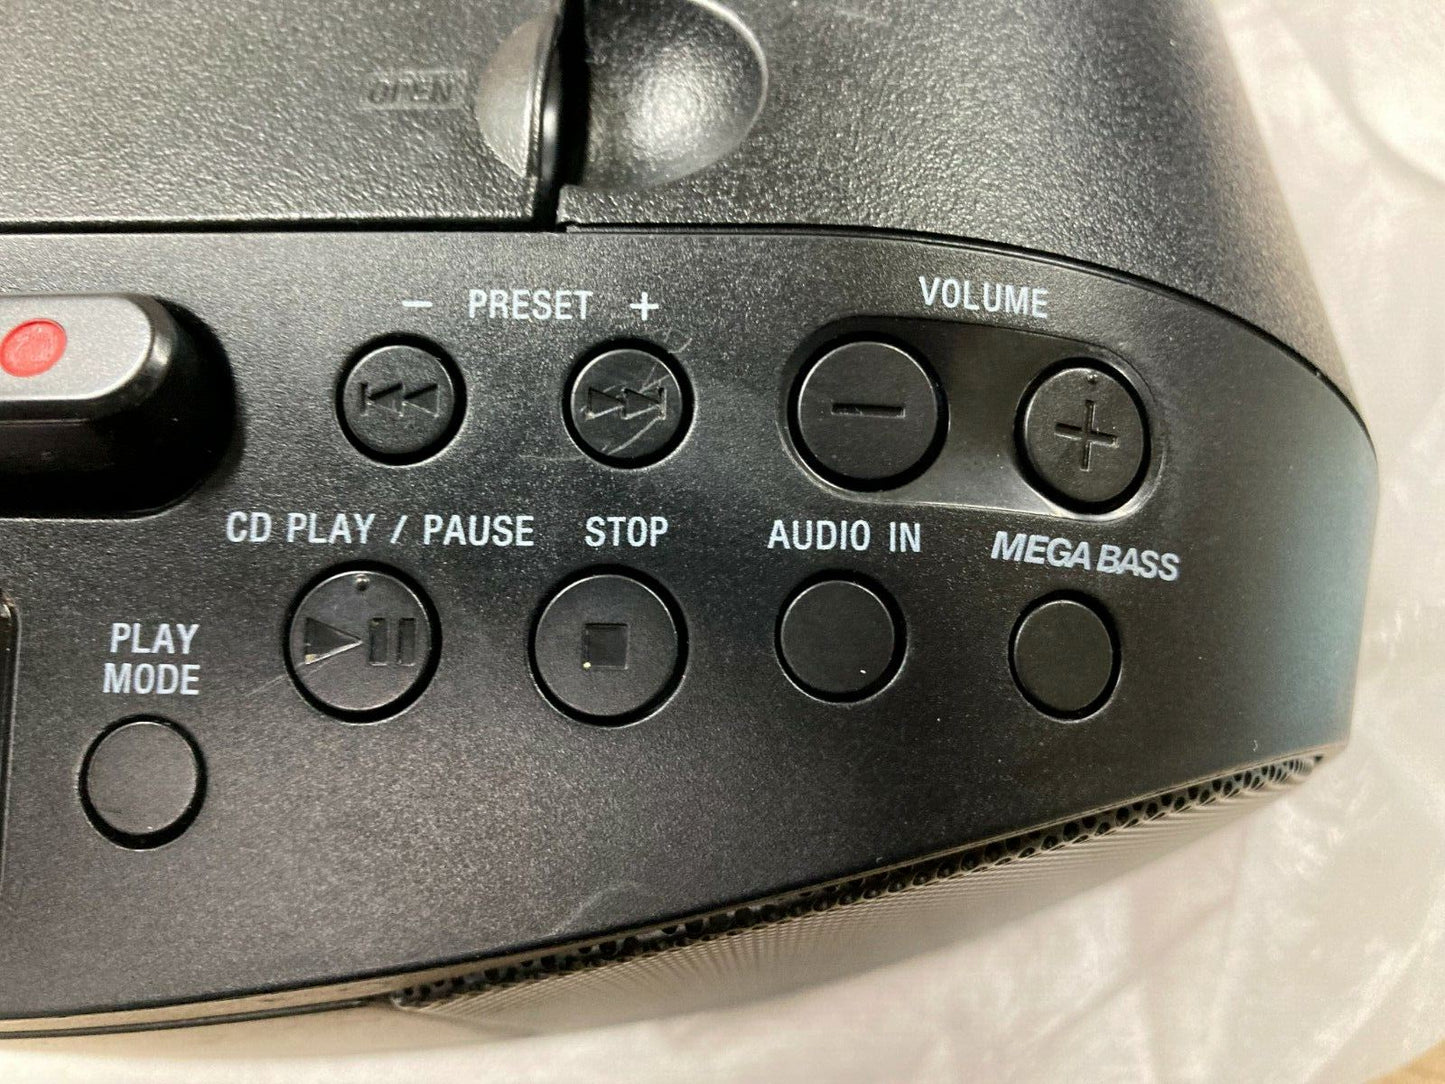 OPEN
– PRESET +
VOLUME
CD PLAY / PAUSE
STOP
AUDIO IN
MEGA BASS
PLAY
MODE